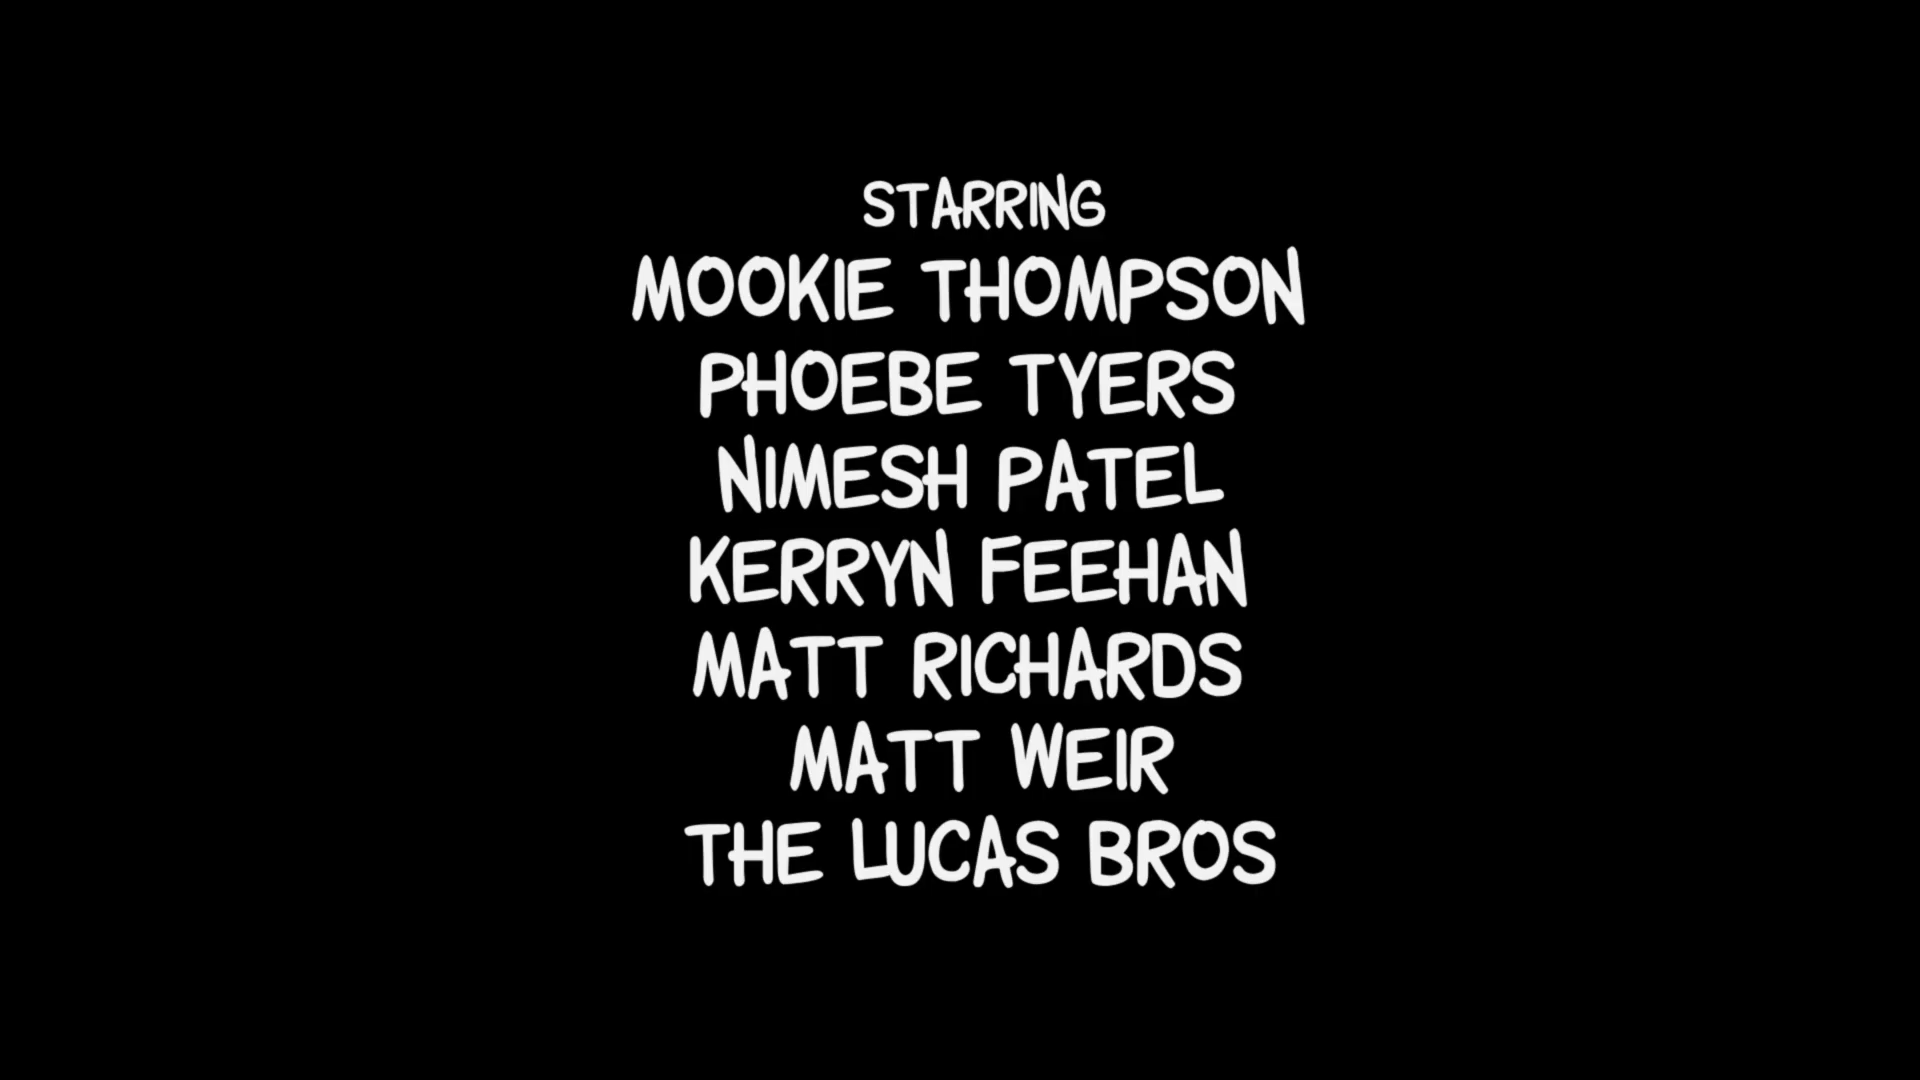 STARRING
MOOKIE THOMPSON
PHOEBE TYERS
NIMESH PATEL
KERRYN FEEHAN
MATT RICHARDS
MATT WEIR
THE LUCAS BROS